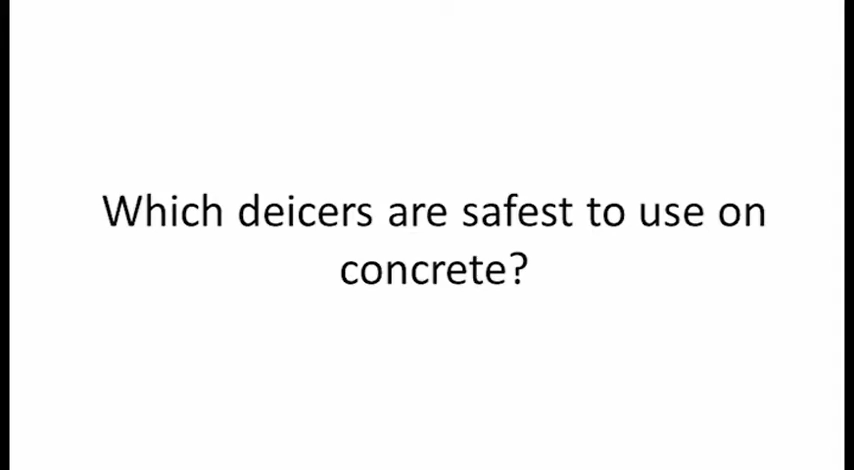 Which deicers are safest to use on
concrete?